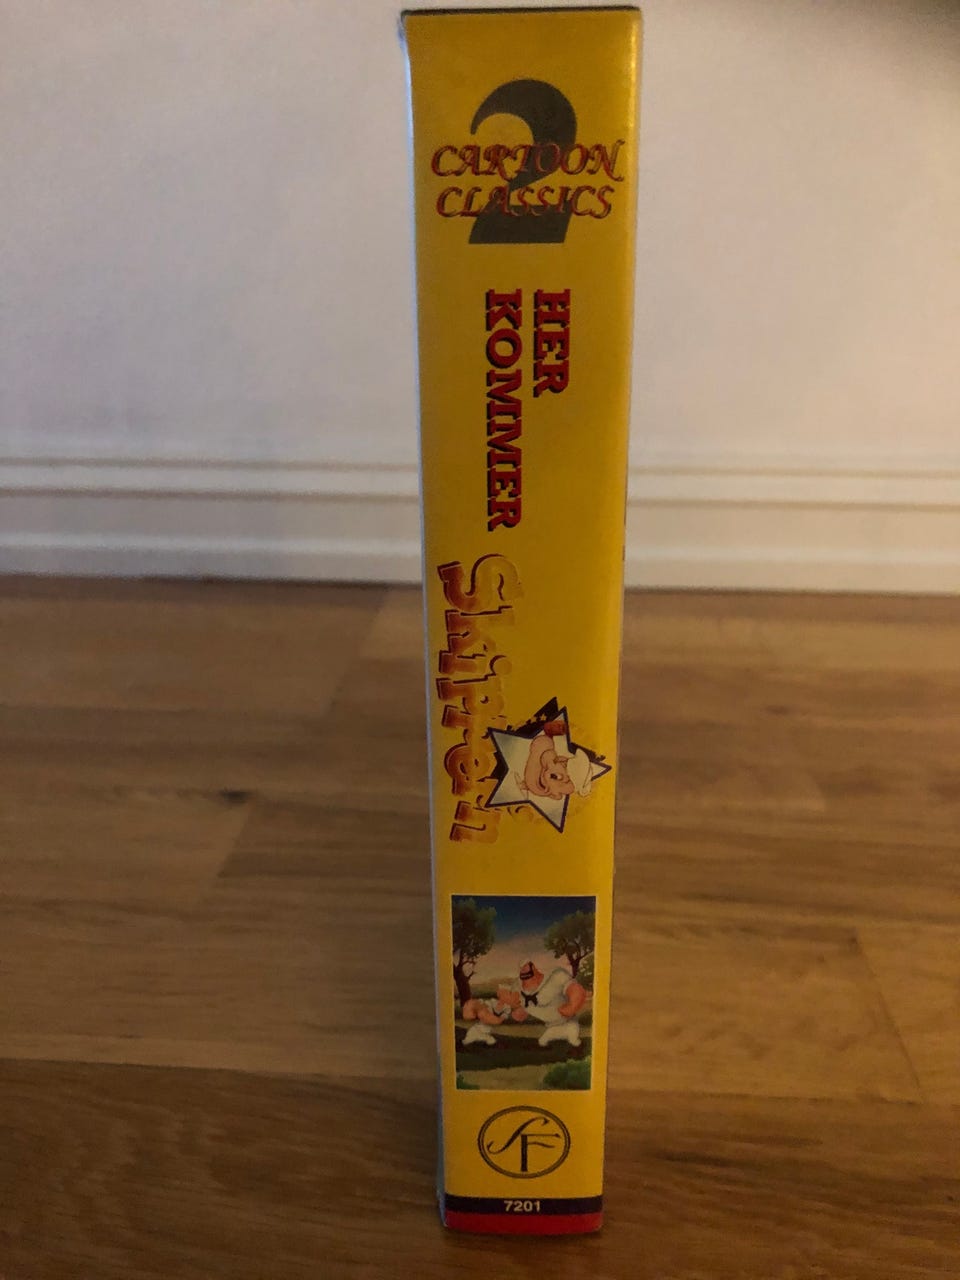 2
CARTOON
CLASSICS
HER
KOMMER
Skipper'n
SF
7201